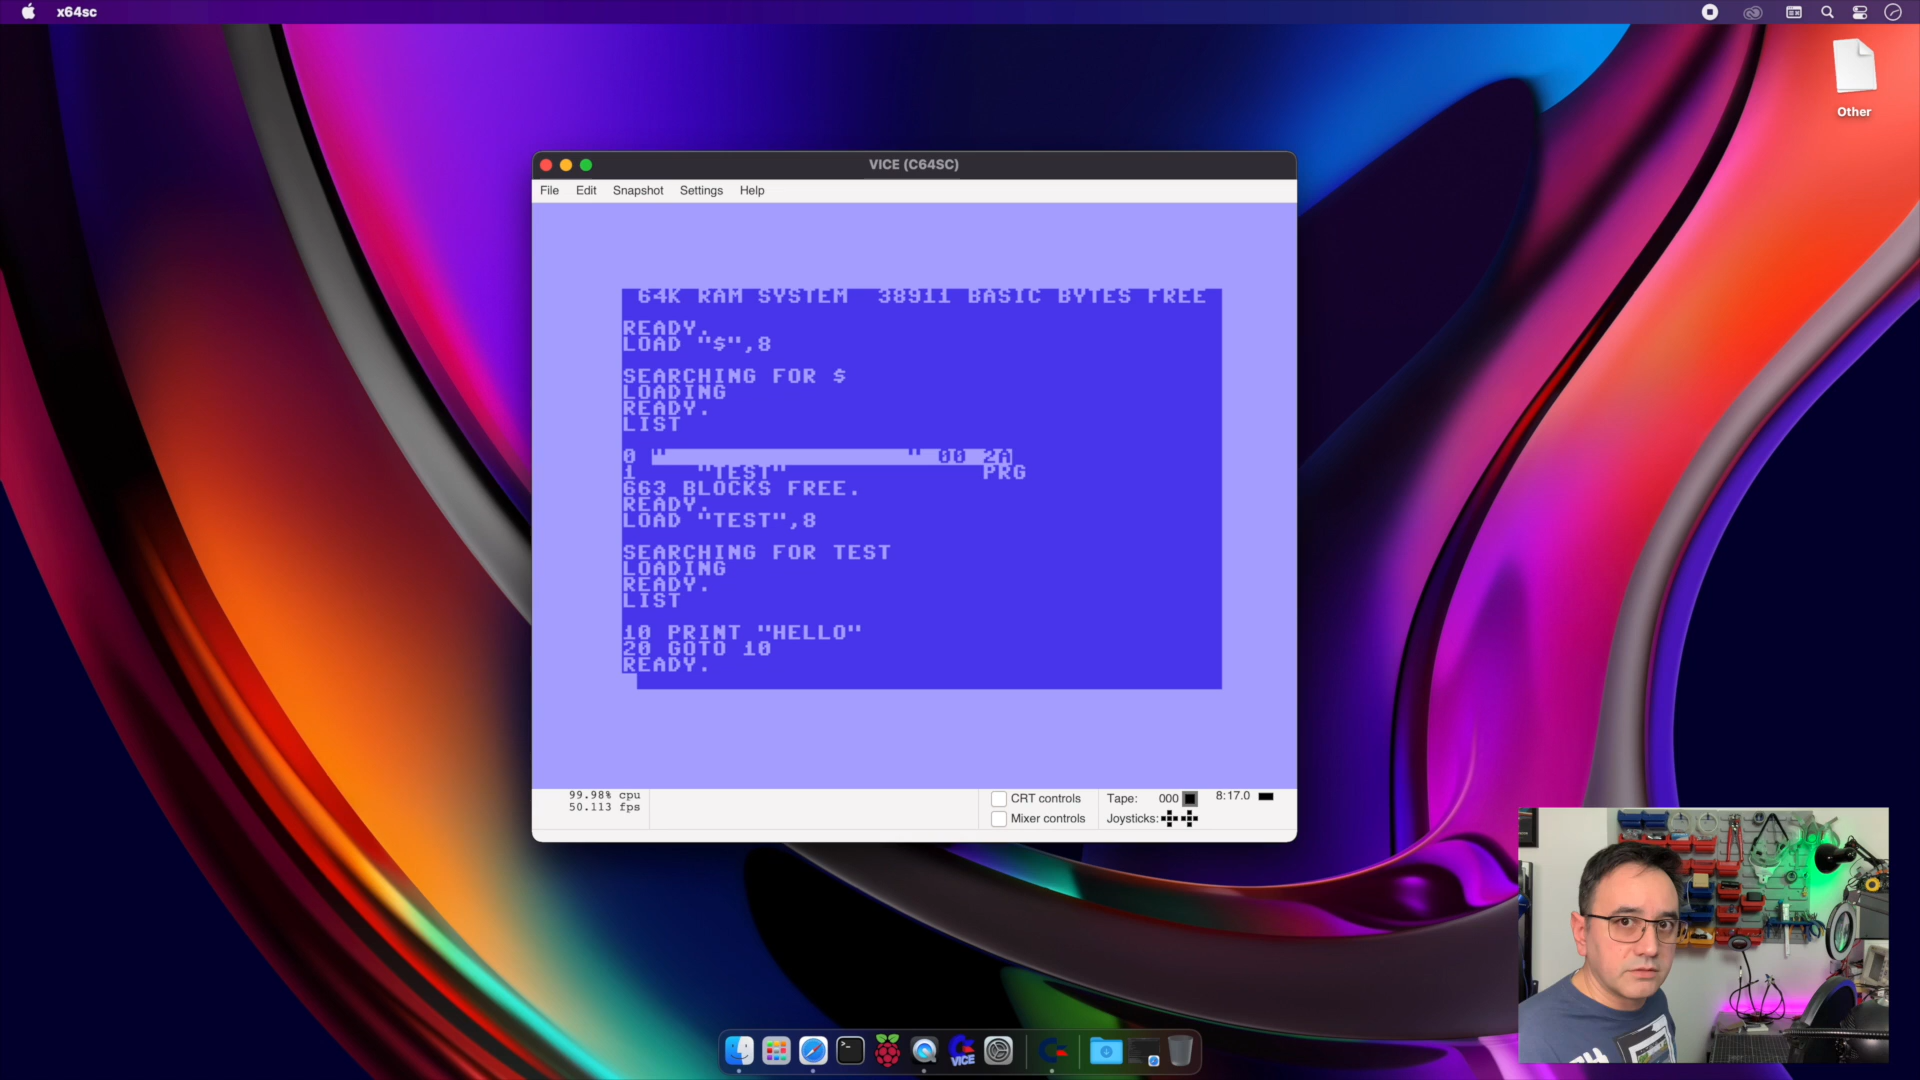 x64sc
Other
VICE (C64SC)
File Edit Snapshot Settings Help
64K RAM SYSTEM 38911 BASIC BYTES FREE
READY.
LOAD "$",8
SEARCHING FOR $
LOADING
READY.
LIST
0 " " 00 2A
1 "TEST" PRG
663 BLOCKS FREE.
READY.
LOAD "TEST",8
SEARCHING FOR TEST
LOADING
READY.
LIST
10 PRINT "HELLO"
20 GOTO 10
READY.
99.98% cpu
50.113 fps
CRT controls
Mixer controls
Tape: 000
Joysticks:
8:17.0
VICE